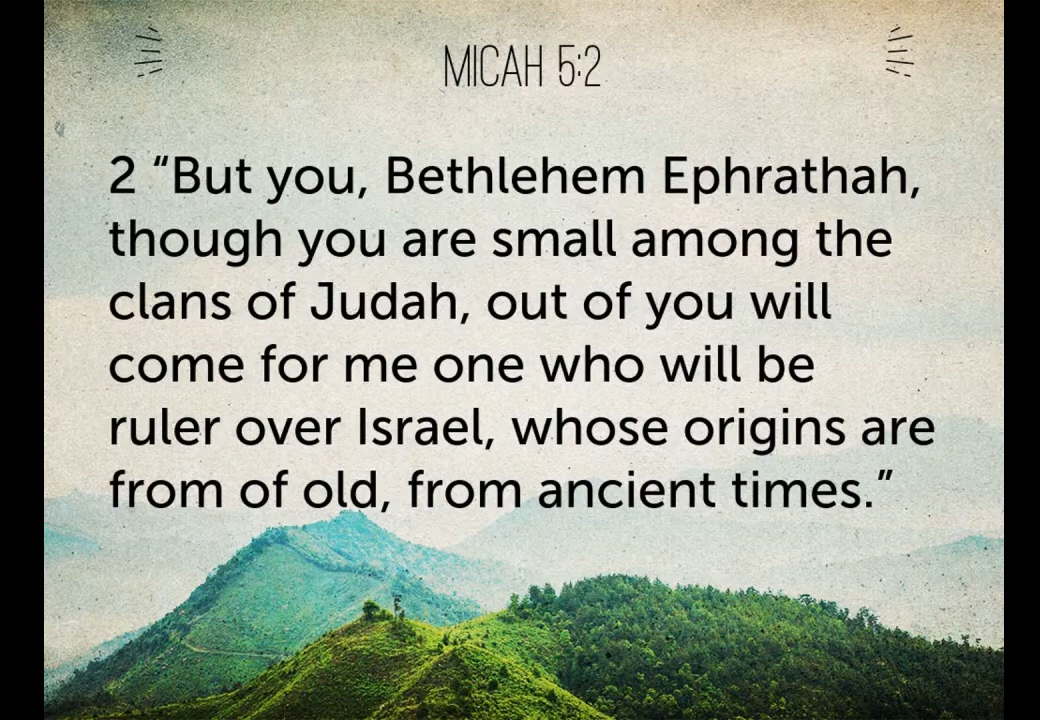 MICAH 5:2
2 “But you, Bethlehem Ephrathah,
though you are small among the
clans of Judah, out of you will
come for me one who will be
ruler over Israel, whose origins are
from of old, from ancient times.”